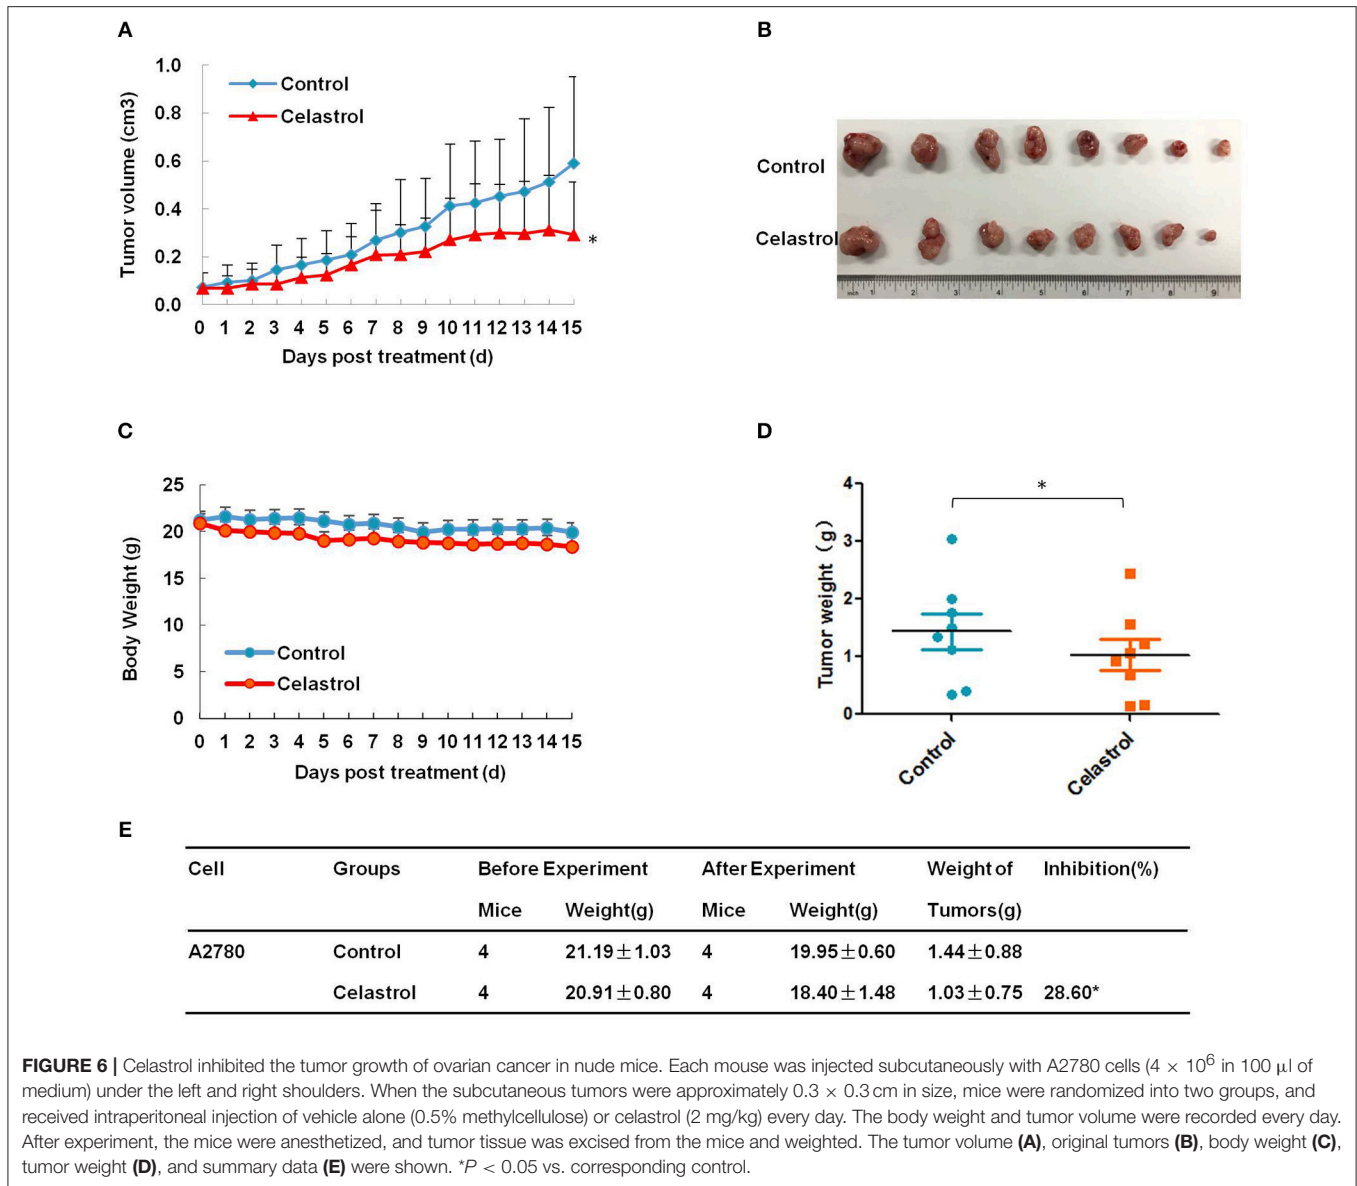 A
1.0
0.8
0.6
0.4
0.2
0.0
Tumor volume (cm3)
Control
Celastrol
*
0 1 2 3 4 5 6 7 8 9 10 11 12 13 14 15
Days post treatment (d)
B
Control
Celastrol
inch 1 2 3 4 5 6 7 8 9
C
25
20
15
10
5
0
Body Weight (g)
Control
Celastrol
0 1 2 3 4 5 6 7 8 9 10 11 12 13 14 15
Days post treatment (d)
D
*
4
3
2
1
0
Tumor weight ( g)
Control
Celastrol
E
Cell Groups Before Experiment After Experiment Weight of Inhibition(%)
Mice Weight(g) Mice Weight(g) Tumors(g)
A2780 Control 4 21.19±1.03 4 19.95±0.60 1.44±0.88
Celastrol 4 20.91±0.80 4 18.40±1.48 1.03±0.75 28.60*
FIGURE 6 | Celastrol inhibited the tumor growth of ovarian cancer in nude mice. Each mouse was injected subcutaneously with A2780 cells (4 × 10⁶ in 100 μl of
medium) under the left and right shoulders. When the subcutaneous tumors were approximately 0.3 × 0.3 cm in size, mice were randomized into two groups, and
received intraperitoneal injection of vehicle alone (0.5% methylcellulose) or celastrol (2 mg/kg) every day. The body weight and tumor volume were recorded every day.
After experiment, the mice were anesthetized, and tumor tissue was excised from the mice and weighted. The tumor volume (A), original tumors (B), body weight (C),
tumor weight (D), and summary data (E) were shown. *P < 0.05 vs. corresponding control.